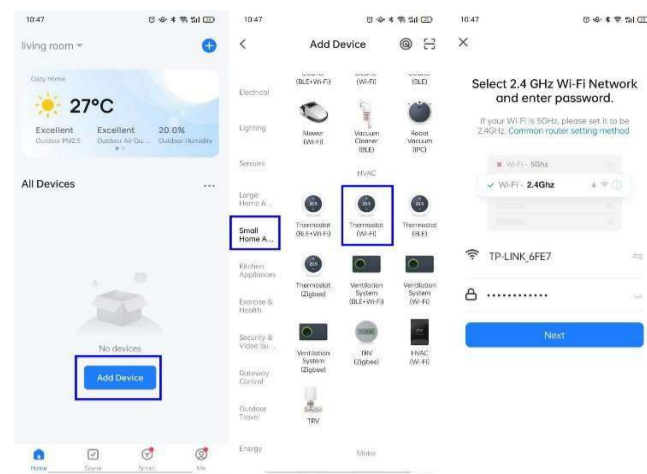 10:47
living room
Cozy Home
27°C
Excellent Excellent 20.0%
Outdoor PM2.5 Outdoor Air Qu... Outdoor Humidity
All Devices
...
No devices
Add Device
Home Scene Smart Me
10:47
Add Device
Electrical
Lighting
Sensors
Large
Home A...
Small
Home A...
Kitchen
Appliances
Exercise &
Health
Security &
Video Su...
Gateway
Control
Outdoor
Travel
Energy
(BLE+Wi-Fi) (Wi-Fi) (BLE)
Mower
(Wi-Fi)
Vacuum
Cleaner
(BLE)
Robot
Vacuum
(IPC)
HVAC
Thermostat
(BLE+Wi-Fi)
Thermostat
(Wi-Fi)
Thermostat
(BLE)
Thermostat
(Zigbee)
Ventilation
System
(BLE+Wi-Fi)
Ventilation
System
(Wi-Fi)
Ventilation
System
(Zigbee)
TRV
(Zigbee)
HVAC
(Wi-Fi)
TRV
10:47
Select 2.4 GHz Wi-Fi Network
and enter password.
If your Wi-Fi is 5GHz, please set it to be
2.4GHz. Common router setting method
Wi-Fi - 5Ghz
Wi-Fi - 2.4Ghz
TP-LINK_6FE7
Next